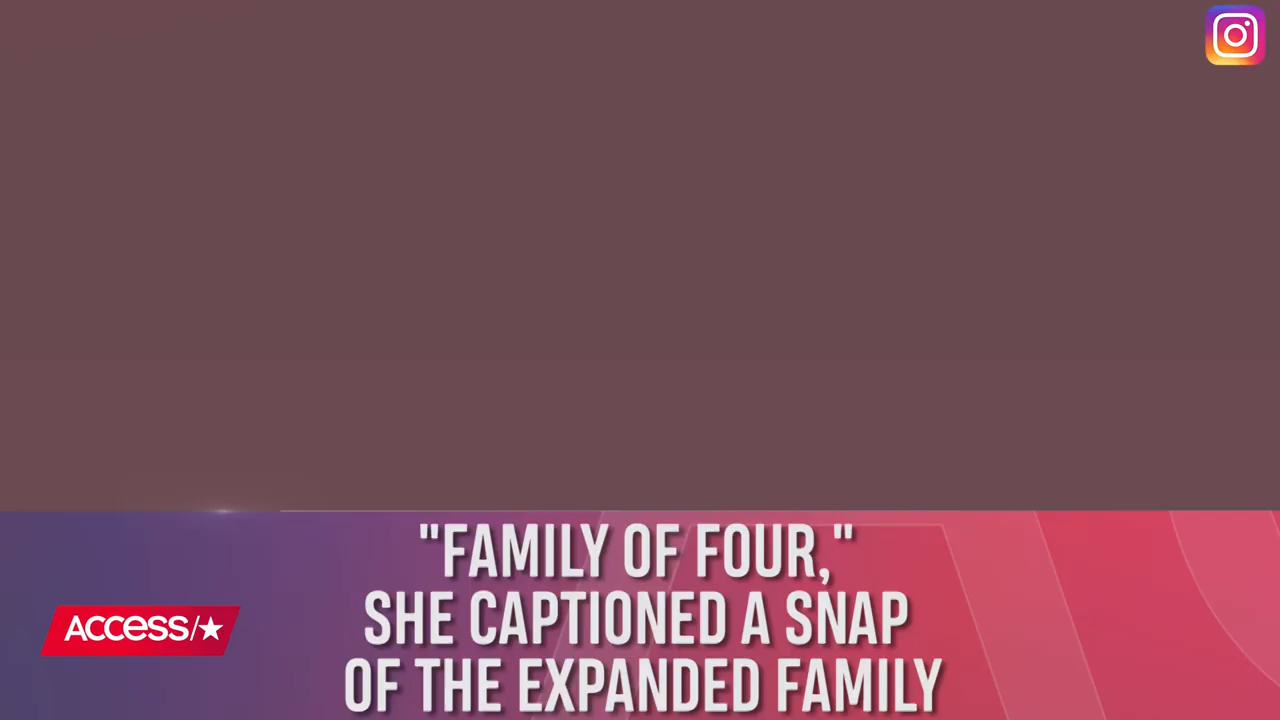 "FAMILY OF FOUR,"
SHE CAPTIONED A SNAP
OF THE EXPANDED FAMILY
ACCESS